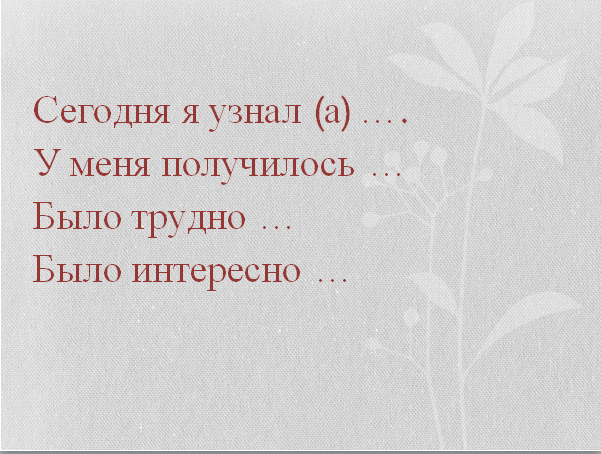 Сегодня я узнал (а) ….
У меня получилось …
Было трудно …
Было интересно …